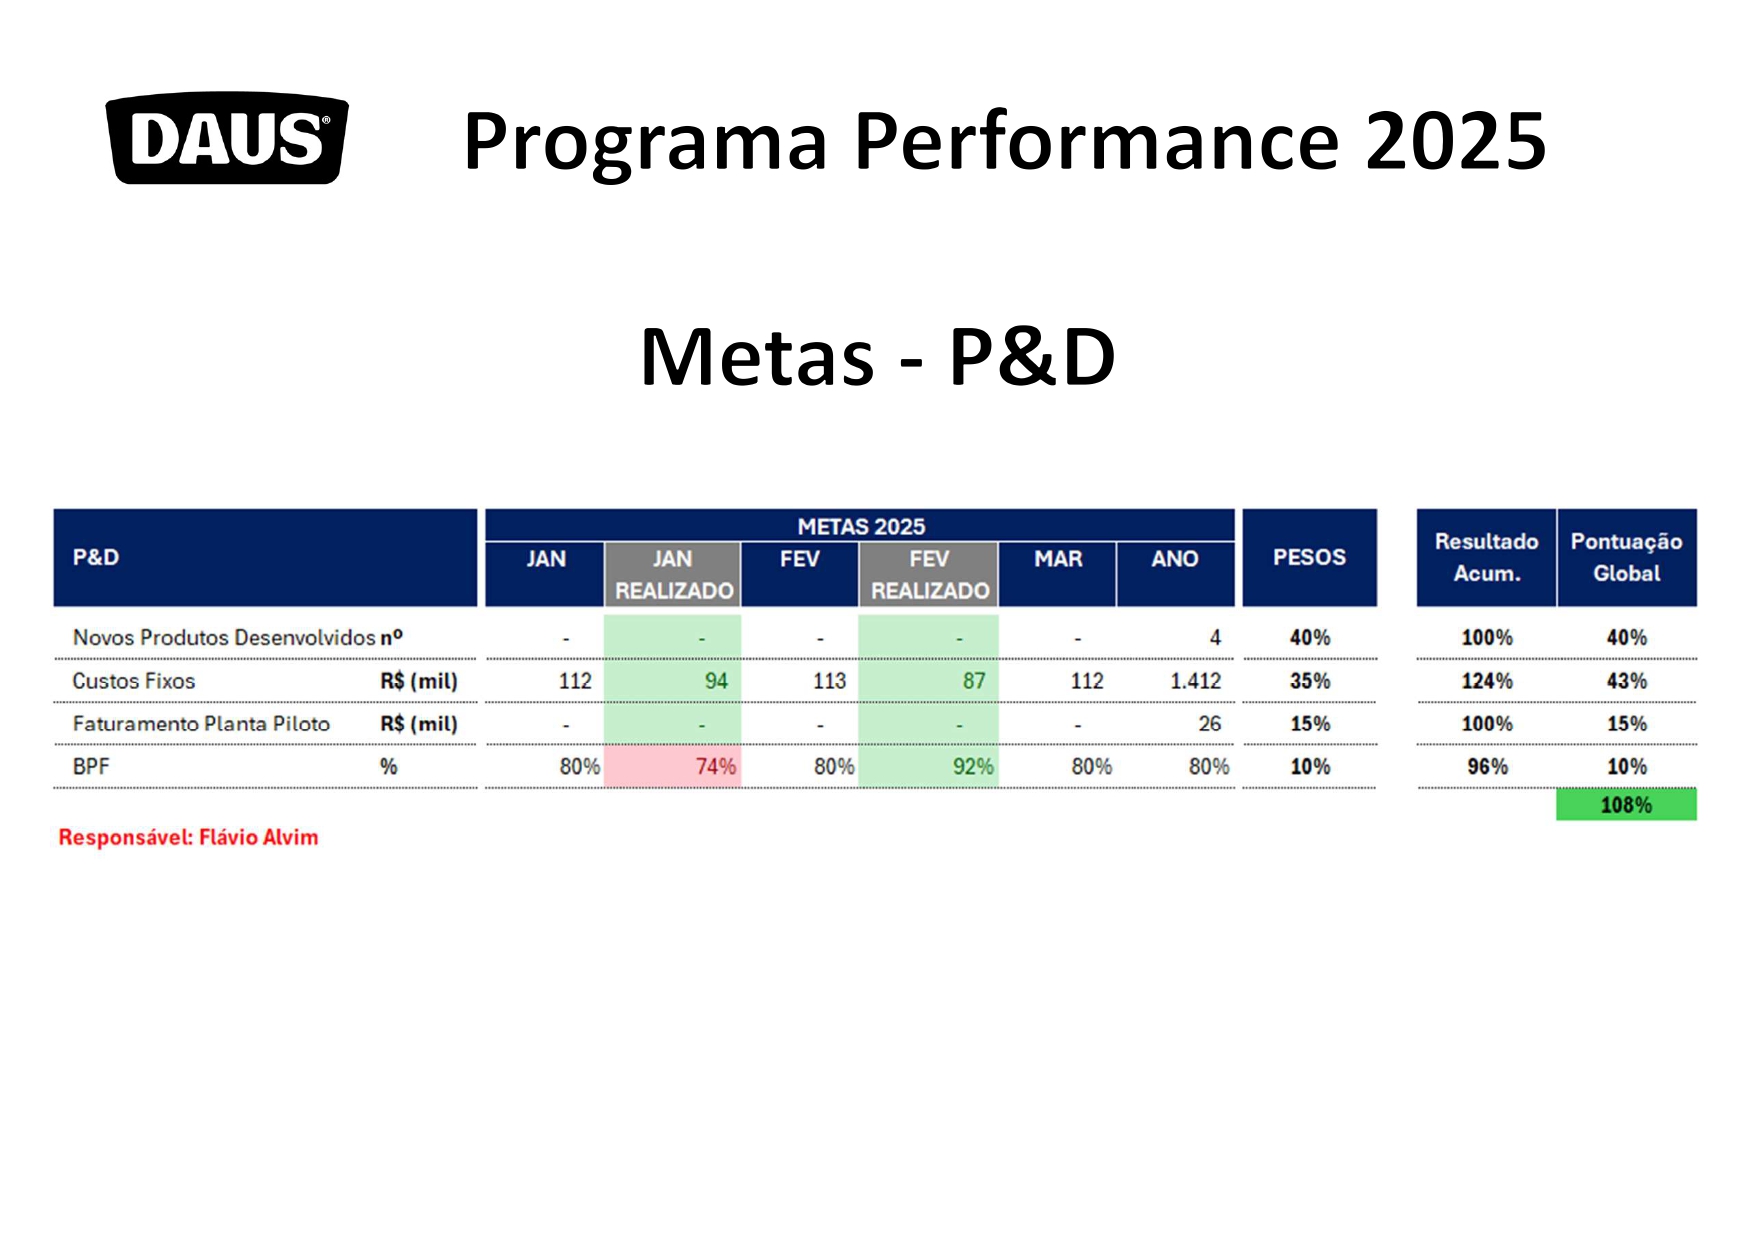 DAUS®
Programa Performance 2025
Metas - P&D
P&D METAS 2025 PESOS Resultado Acum. Pontuação Global
JAN JAN REALIZADO FEV FEV REALIZADO MAR ANO
Novos Produtos Desenvolvidos nº - - - - - 4 40% 100% 40%
Custos Fixos R$ (mil) 112 94 113 87 112 1.412 35% 124% 43%
Faturamento Planta Piloto R$ (mil) - - - - - 26 15% 100% 15%
BPF % 80% 74% 80% 92% 80% 80% 10% 96% 10%
108%
Responsável: Flávio Alvim